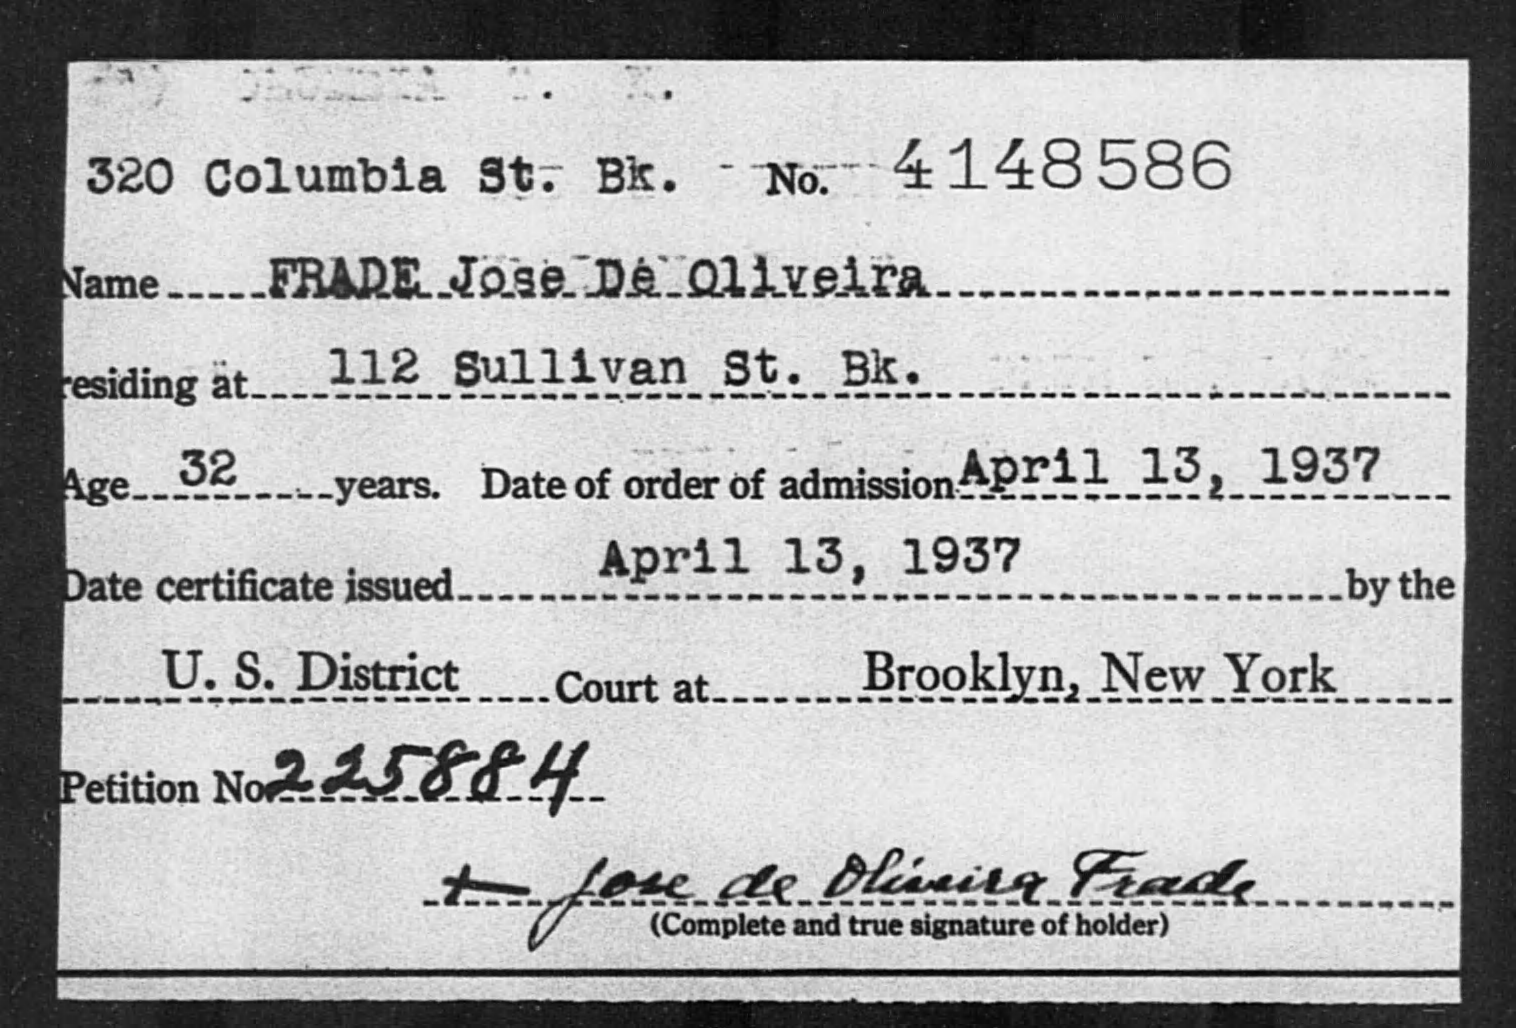 320 Columbia St. Bk. No. 4148586
Name FRADE Jose De Oliveira
residing at 112 Sullivan St. Bk.
Age 32 years. Date of order of admission April 13, 1937
Date certificate issued April 13, 1937 by the
U. S. District Court at Brooklyn, New York
Petition No. 225884
Jose de Oliveira Frade
(Complete and true signature of holder)